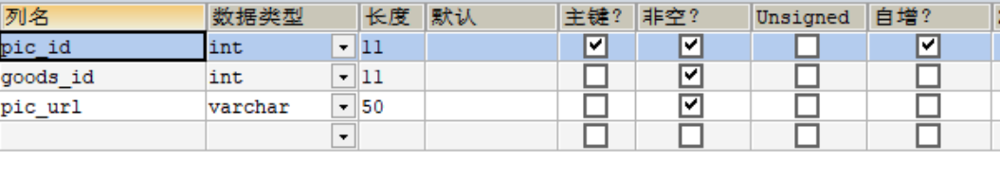 列名 数据类型 长度 默认 主键? 非空? Unsigned 自增?
pic_id int 11
goods_id int 11
pic_url varchar 50